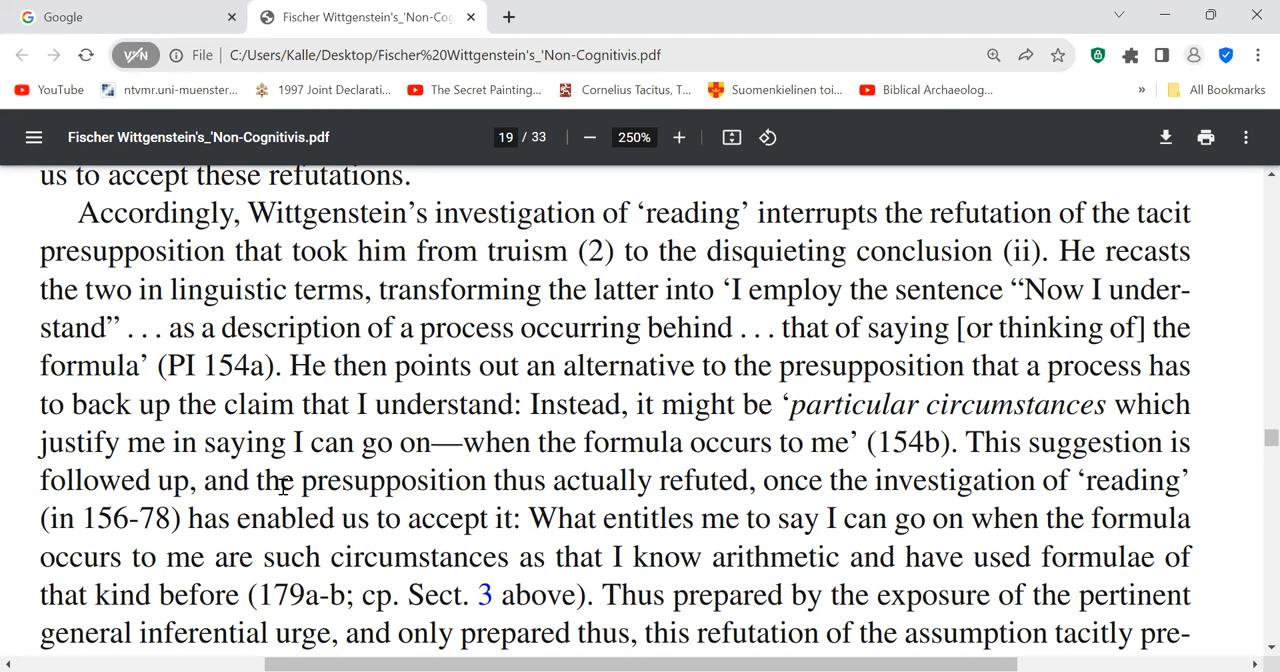 Google
Fischer Wittgenstein's_'Non-Cog
VPN
File
C:/Users/Kalle/Desktop/Fischer%20Wittgenstein's_'Non-Cognitivis.pdf
YouTube
ntvmr.uni-muenster...
1997 Joint Declarati...
The Secret Painting...
Cornelius Tacitus, T...
Suomenkielinen toi...
Biblical Archaeolog...
»
All Bookmarks
Fischer Wittgenstein's_'Non-Cognitivis.pdf
19 / 33
250%
us to accept these refutations.
Accordingly, Wittgenstein’s investigation of ‘reading’ interrupts the refutation of the tacit
presupposition that took him from truism (2) to the disquieting conclusion (ii). He recasts
the two in linguistic terms, transforming the latter into ‘I employ the sentence “Now I under-
stand” . . . as a description of a process occurring behind . . . that of saying [or thinking of] the
formula’ (PI 154a). He then points out an alternative to the presupposition that a process has
to back up the claim that I understand: Instead, it might be ‘particular circumstances which
justify me in saying I can go on—when the formula occurs to me’ (154b). This suggestion is
followed up, and the presupposition thus actually refuted, once the investigation of ‘reading’
(in 156-78) has enabled us to accept it: What entitles me to say I can go on when the formula
occurs to me are such circumstances as that I know arithmetic and have used formulae of
that kind before (179a-b; cp. Sect. 3 above). Thus prepared by the exposure of the pertinent
general inferential urge, and only prepared thus, this refutation of the assumption tacitly pre-